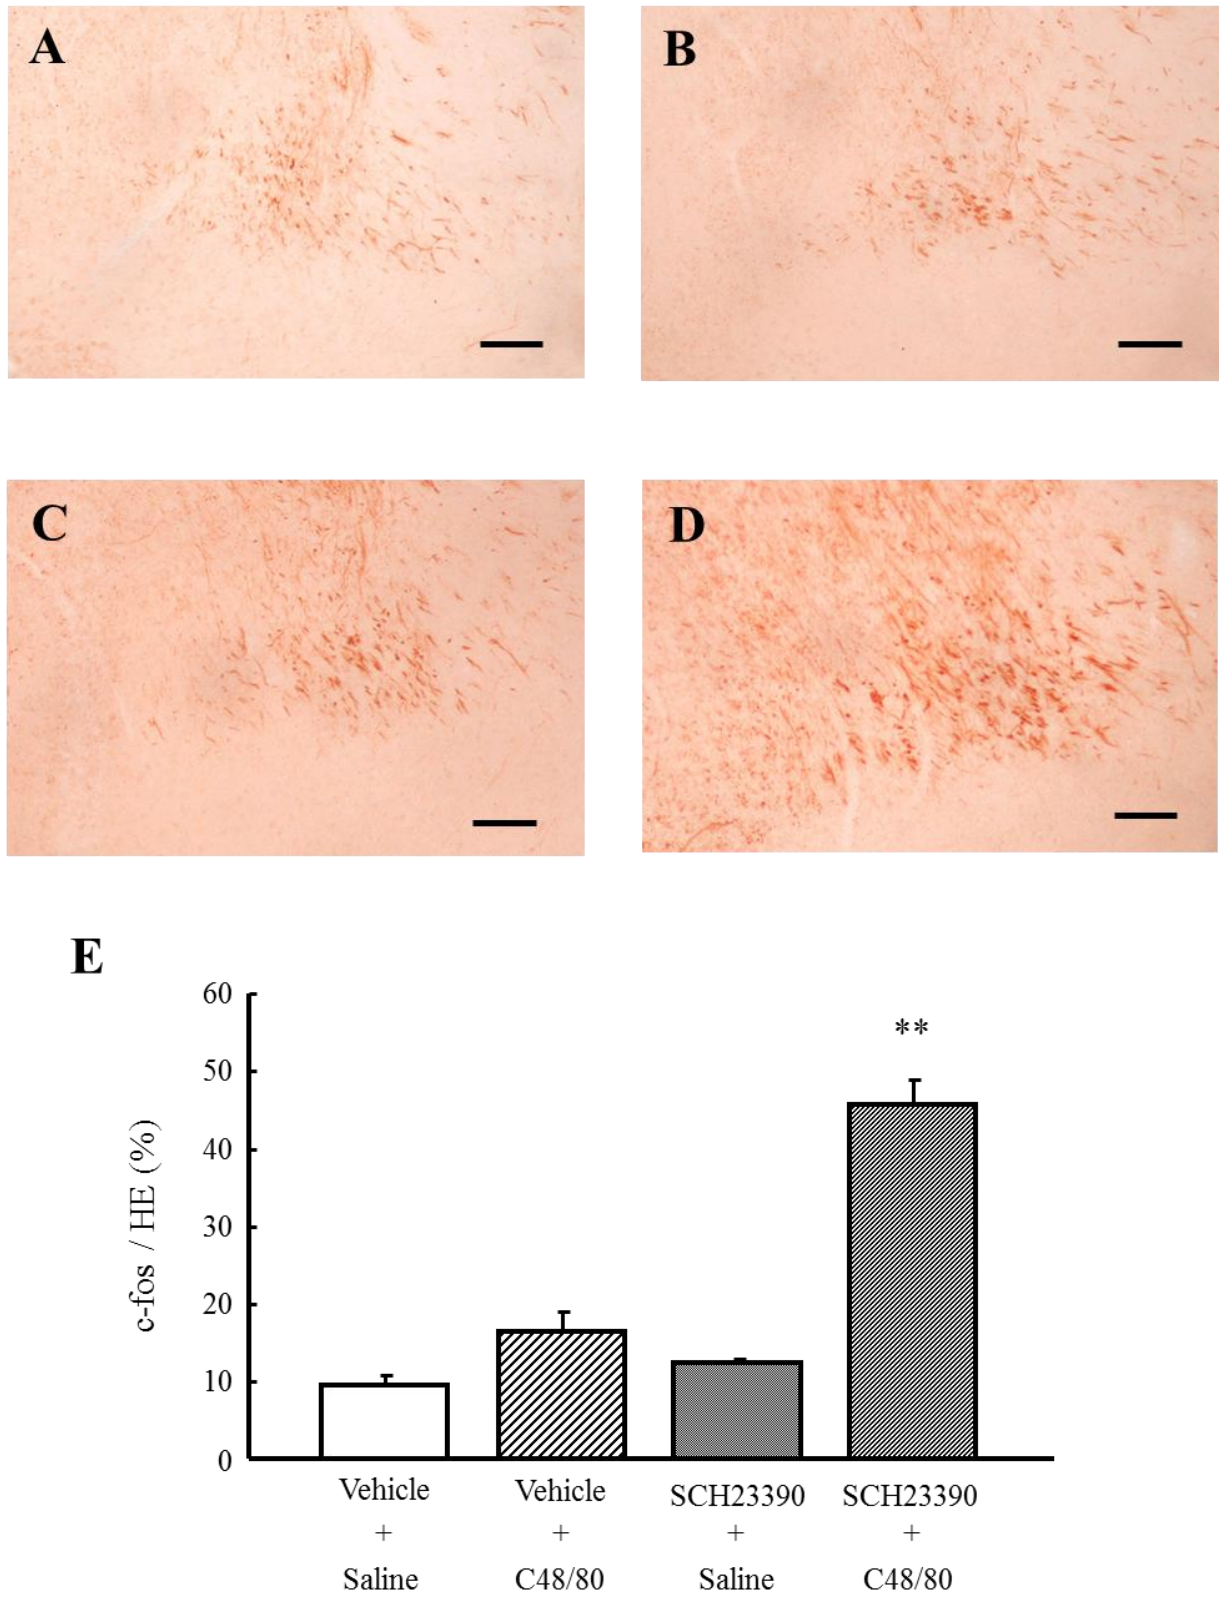 A
B
C
D
E
60
50
40
30
20
10
0
c-fos / HE (%)
**
Vehicle + Saline
Vehicle + C48/80
SCH23390 + Saline
SCH23390 + C48/80